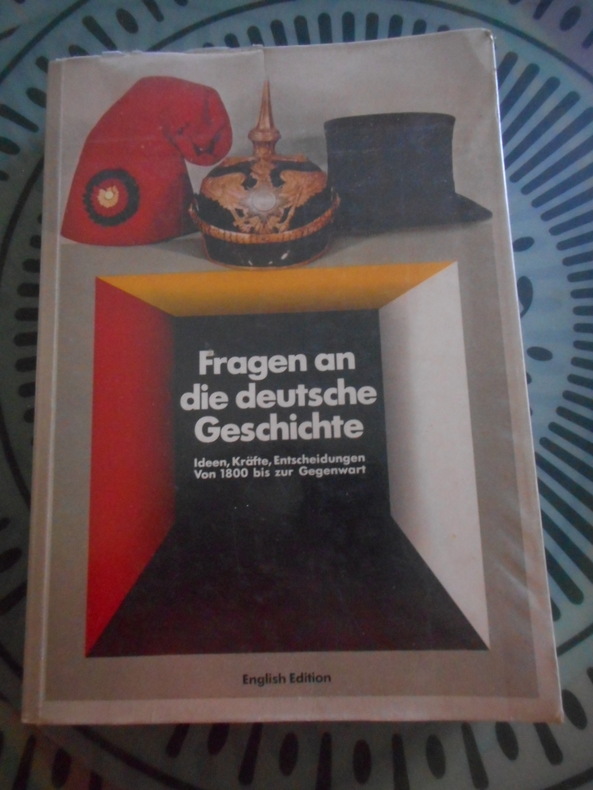 Fragen an
die deutsche
Geschichte
Ideen, Kräfte, Entscheidungen
Von 1800 bis zur Gegenwart
English Edition